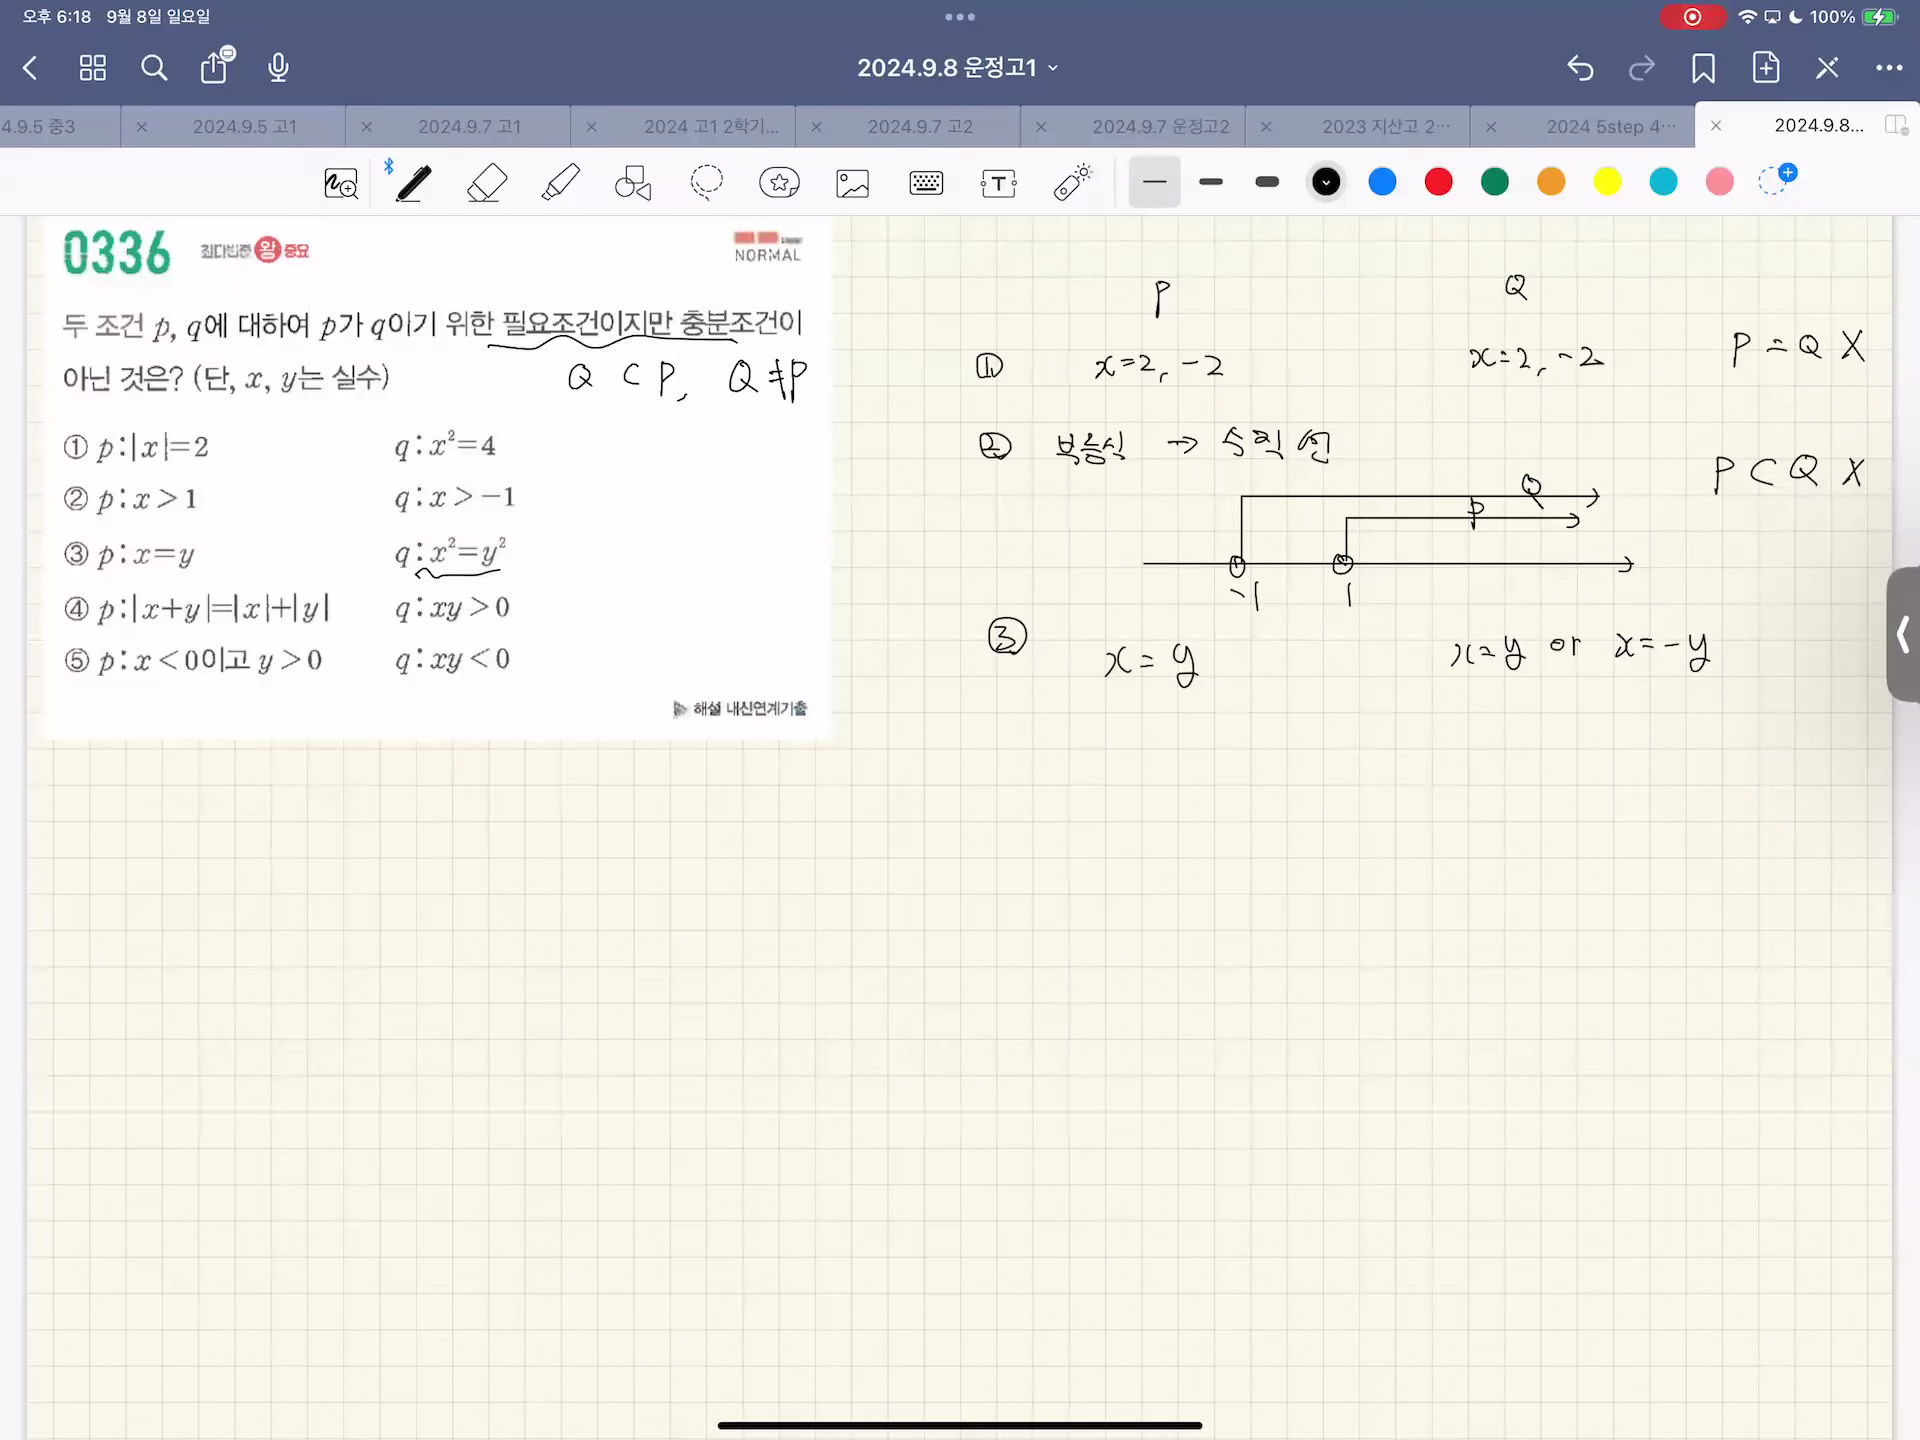 오후 6:18 9월 8일 일요일
100%
2024.9.8 운정고1
4.9.5 중3
2024.9.5 고1
2024.9.7 고1
2024 고1 2학기...
2024.9.7 고2
2024.9.7 운정고2
2023 지산고 2...
2024 5step 4...
2024.9.8...
0336 최다빈출 왕 중요
NORMAL
두 조건 p, q에 대하여 p가 q이기 위한 필요조건이지만 충분조건이
아닌 것은? (단, x, y는 실수)
Q ⊂ P, Q ≠ P
① p : |x|=2 q : x²=4
② p : x>1 q : x>-1
③ p : x=y q : x²=y²
④ p : |x+y|=|x|+|y| q : xy>0
⑤ p : x<0이고 y>0 q : xy<0
▶ 해설 내신연계기출
P Q
① x=2, -2 x=2, -2 P=Q X
② 부등식 → 수직선
P ⊂ Q X
Q
P
-1 1
③ x=y x=y or x=-y